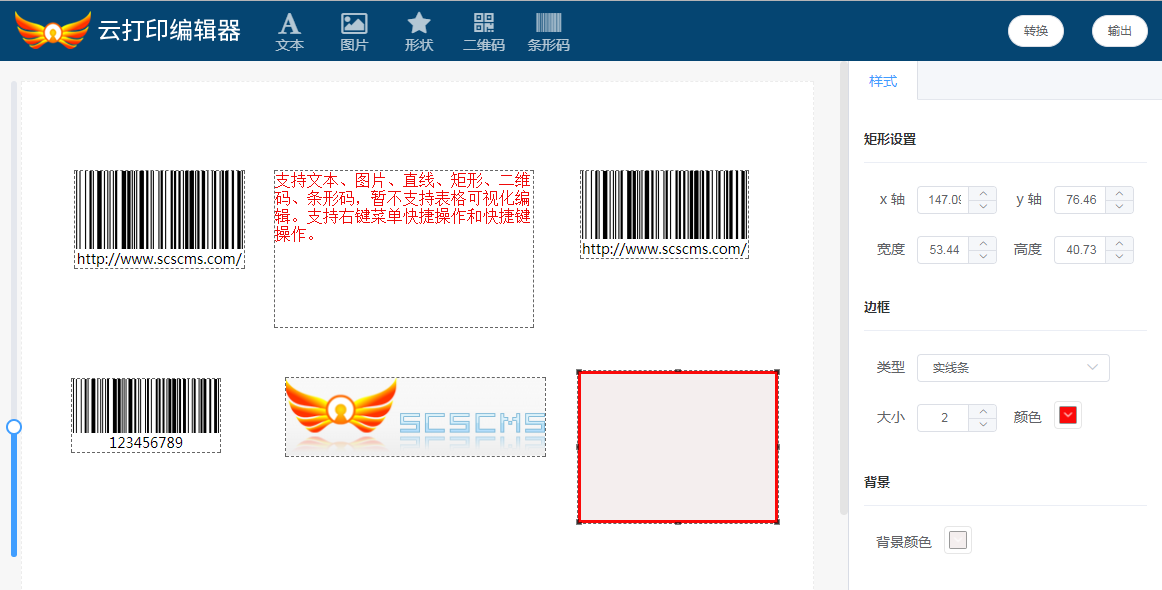 云打印编辑器
文本
图片
形状
二维码
条形码
转换
输出
http://www.scscms.com/
支持文本、图片、直线、矩形、二维
码、条形码，暂不支持表格可视化编
辑。支持右键菜单快捷操作和快捷键
操作。
http://www.scscms.com/
123456789
SCSCMS
样式
矩形设置
x 轴 147.09 y 轴 76.46
宽度 53.44 高度 40.73
边框
类型 实线条
大小 2 颜色
背景
背景颜色